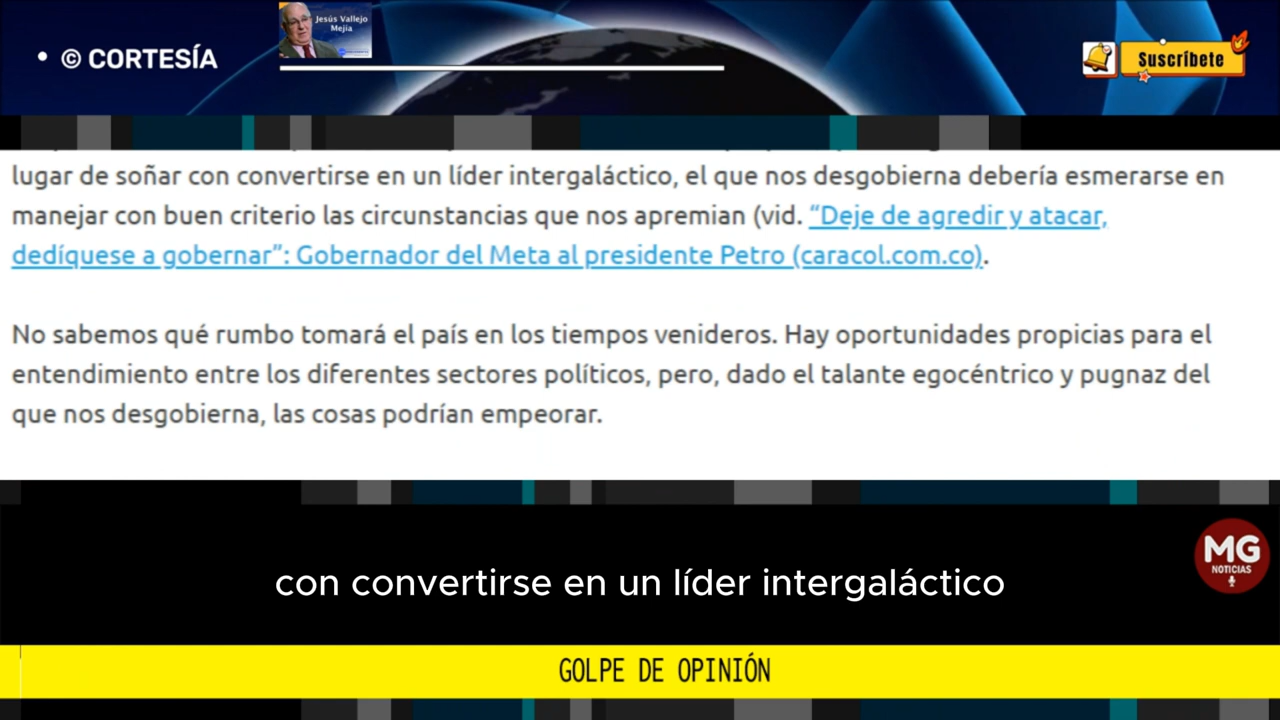 • © CORTESÍA
Jesús Vallejo
Mejía
Suscríbete
lugar de soñar con convertirse en un líder intergaláctico, el que nos desgobierna debería esmerarse en
manejar con buen criterio las circunstancias que nos apremian (vid. “Deje de agredir y atacar,
dedíquese a gobernar”: Gobernador del Meta al presidente Petro (caracol.com.co).
No sabemos qué rumbo tomará el país en los tiempos venideros. Hay oportunidades propicias para el
entendimiento entre los diferentes sectores políticos, pero, dado el talante egocéntrico y pugnaz del
que nos desgobierna, las cosas podrían empeorar.
MG
NOTICIAS
con convertirse en un líder intergaláctico
GOLPE DE OPINIÓN